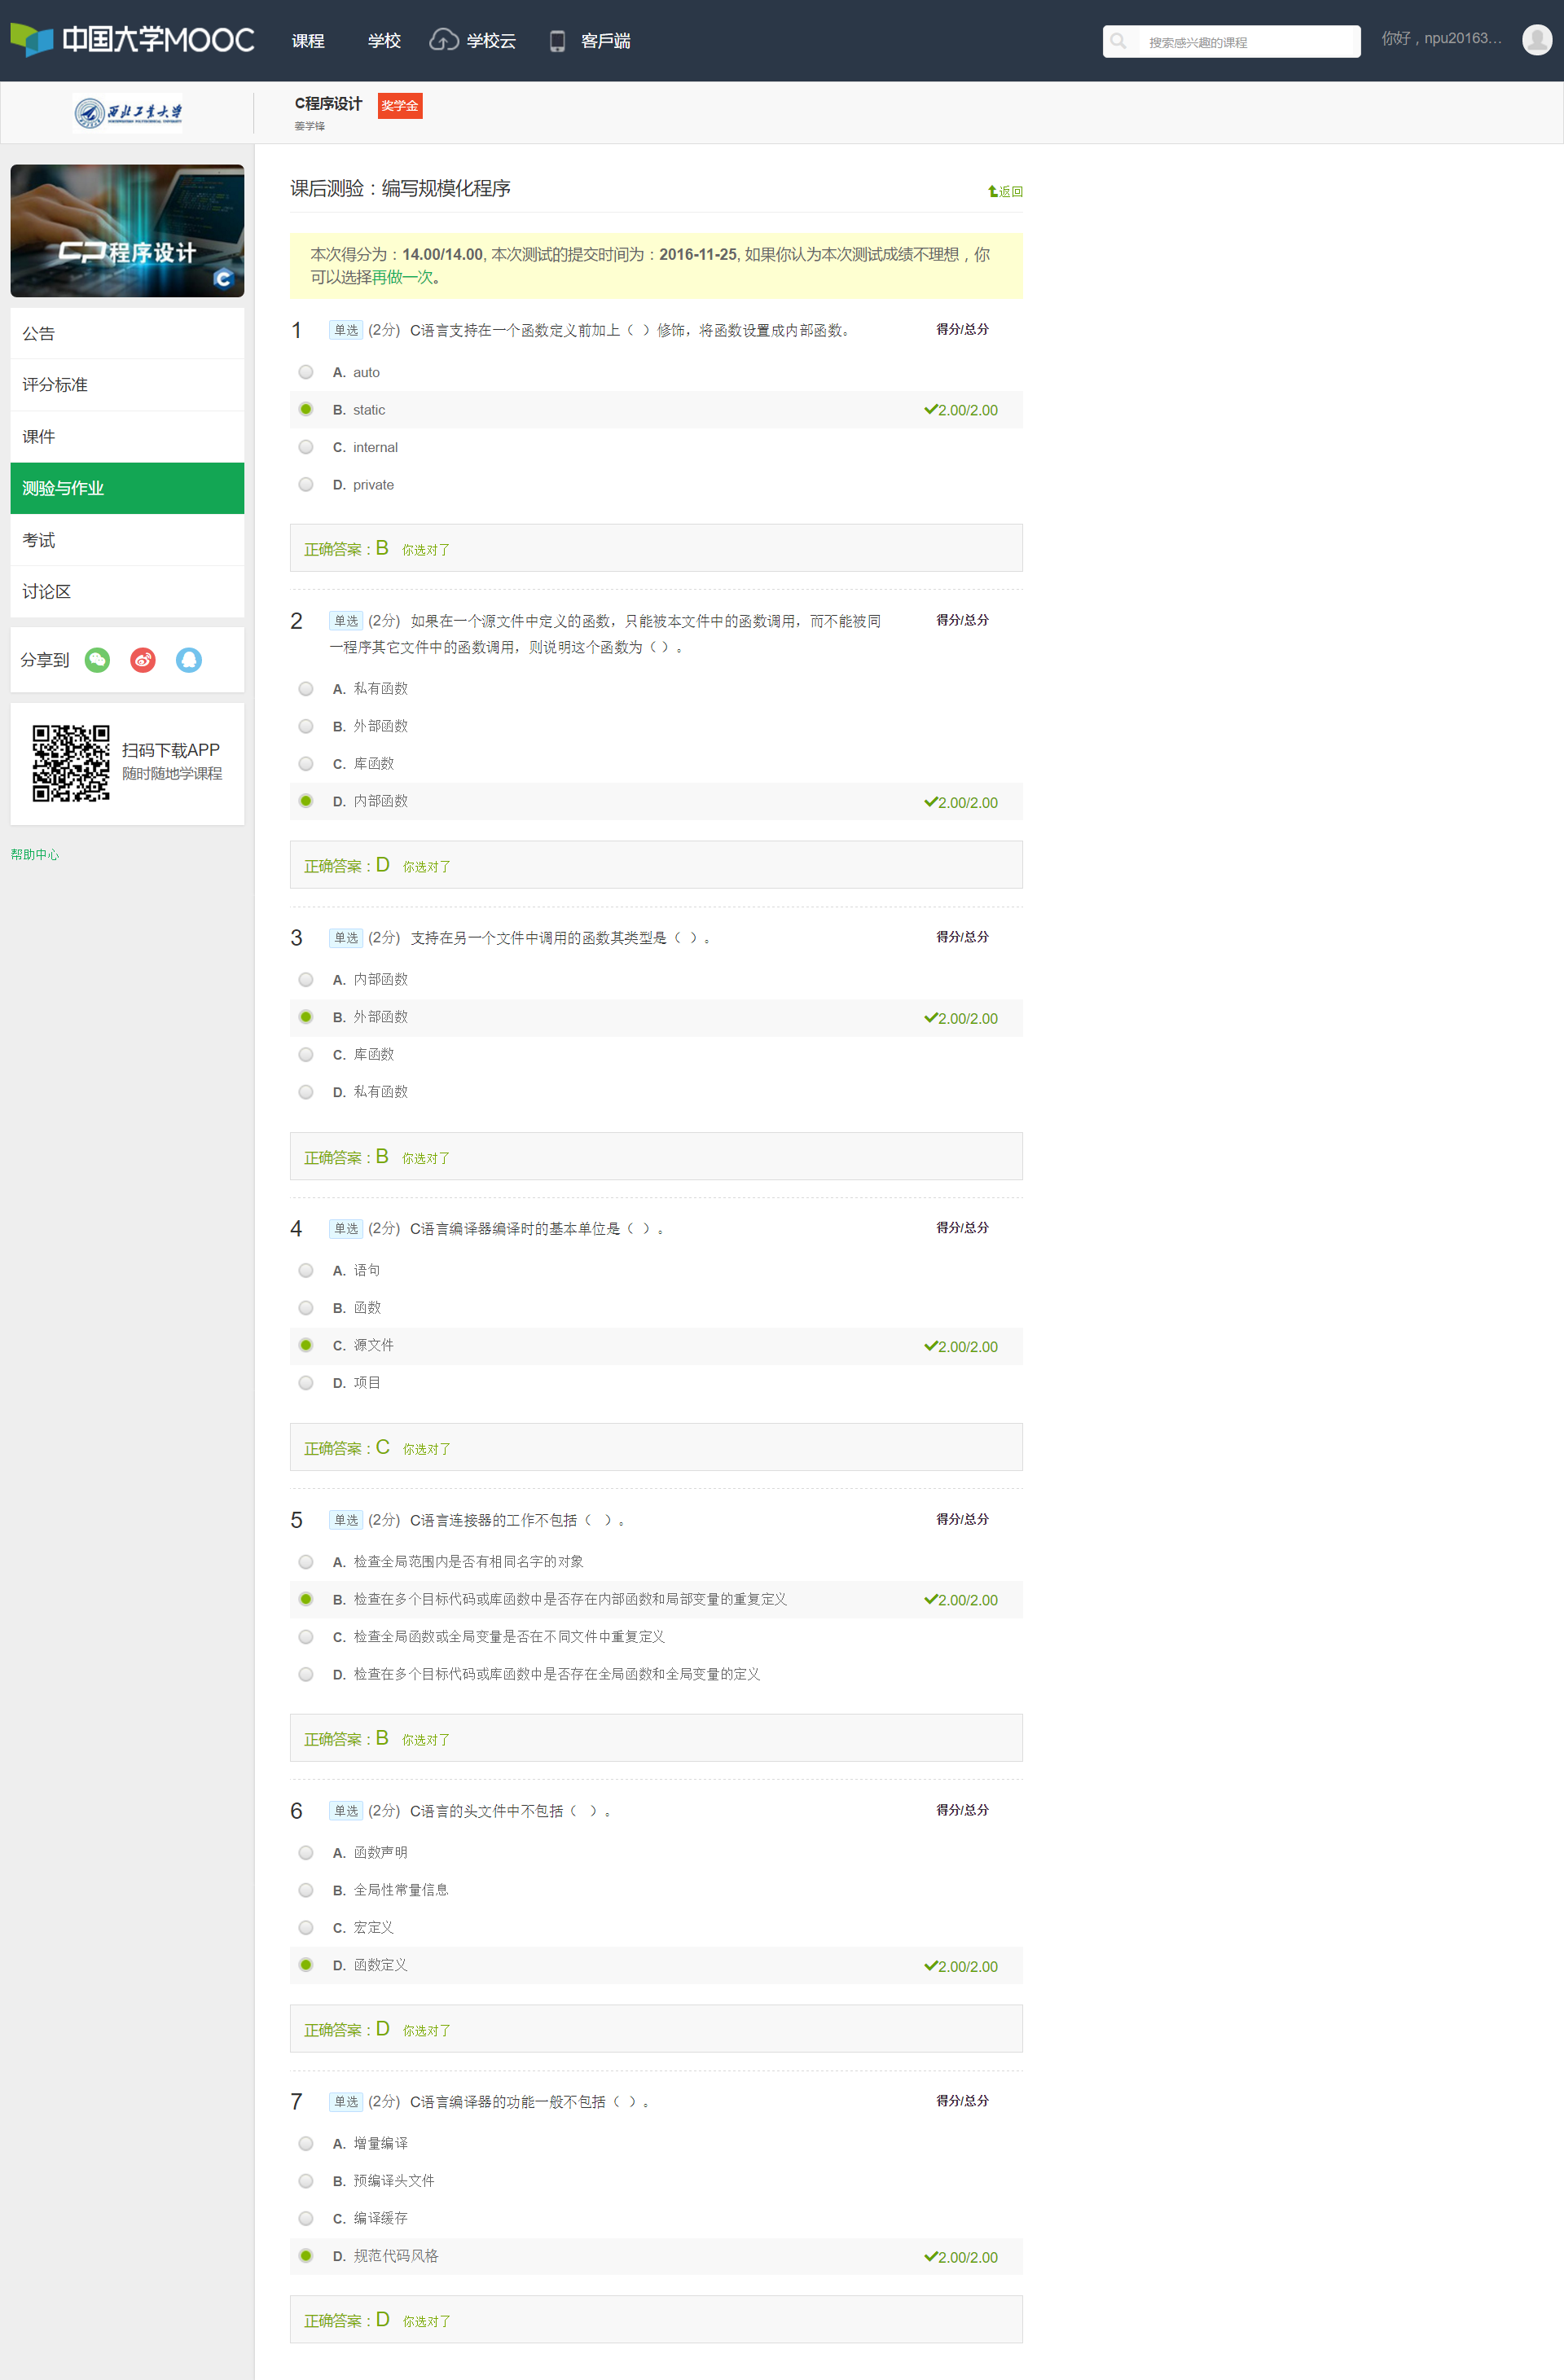 中国大学MOOC 课程 学校 学校云 客戶端 搜索感兴趣的课程 你好，npu20163...
西北工业大学 C程序设计 奖学金
姜学锋
程序设计
C
公告
评分标准
课件
测验与作业
考试
讨论区
分享到
扫码下载APP
随时随地学课程
帮助中心
课后测验：编写规模化程序 返回
本次得分为：14.00/14.00, 本次测试的提交时间为：2016-11-25, 如果你认为本次测试成绩不理想，你
可以选择再做一次。
1 单选 (2分) C语言支持在一个函数定义前加上（ ）修饰，将函数设置成内部函数。 得分/总分
A. auto
B. static 2.00/2.00
C. internal
D. private
正确答案：B 你选对了
2 单选 (2分) 如果在一个源文件中定义的函数，只能被本文件中的函数调用，而不能被同 得分/总分
一程序其它文件中的函数调用，则说明这个函数为（ ）。
A. 私有函数
B. 外部函数
C. 库函数
D. 内部函数 2.00/2.00
正确答案：D 你选对了
3 单选 (2分) 支持在另一个文件中调用的函数其类型是（ ）。 得分/总分
A. 内部函数
B. 外部函数 2.00/2.00
C. 库函数
D. 私有函数
正确答案：B 你选对了
4 单选 (2分) C语言编译器编译时的基本单位是（ ）。 得分/总分
A. 语句
B. 函数
C. 源文件 2.00/2.00
D. 项目
正确答案：C 你选对了
5 单选 (2分) C语言连接器的工作不包括（ ）。 得分/总分
A. 检查全局范围内是否有相同名字的对象
B. 检查在多个目标代码或库函数中是否存在内部函数和局部变量的重复定义 2.00/2.00
C. 检查全局函数或全局变量是否在不同文件中重复定义
D. 检查在多个目标代码或库函数中是否存在全局函数和全局变量的定义
正确答案：B 你选对了
6 单选 (2分) C语言的头文件中不包括（ ）。 得分/总分
A. 函数声明
B. 全局性常量信息
C. 宏定义
D. 函数定义 2.00/2.00
正确答案：D 你选对了
7 单选 (2分) C语言编译器的功能一般不包括（ ）。 得分/总分
A. 增量编译
B. 预编译头文件
C. 编译缓存
D. 规范代码风格 2.00/2.00
正确答案：D 你选对了